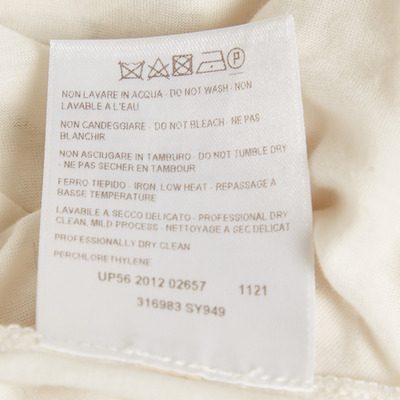 P
NON LAVARE IN ACQUA - DO NOT WASH - NON
LAVABLE A L'EAU
NON CANDEGGIARE - DO NOT BLEACH - NE PAS
BLANCHIR
NON ASCIUGARE IN TAMBURO - DO NOT TUMBLE DRY
- NE PAS SECHER EN TAMBOUR
FERRO TIEPIDO - IRON, LOW HEAT - REPASSAGE A
BASSE TEMPERATURE
LAVABILE A SECCO DELICATO - PROFESSIONAL DRY
CLEAN, MILD PROCESS - NETTOYAGE A SEC DELICAT
PROFESSIONALLY DRY CLEAN
PERCHLORETHYLENE
UP56 2012 02657 1121
316983 SY949